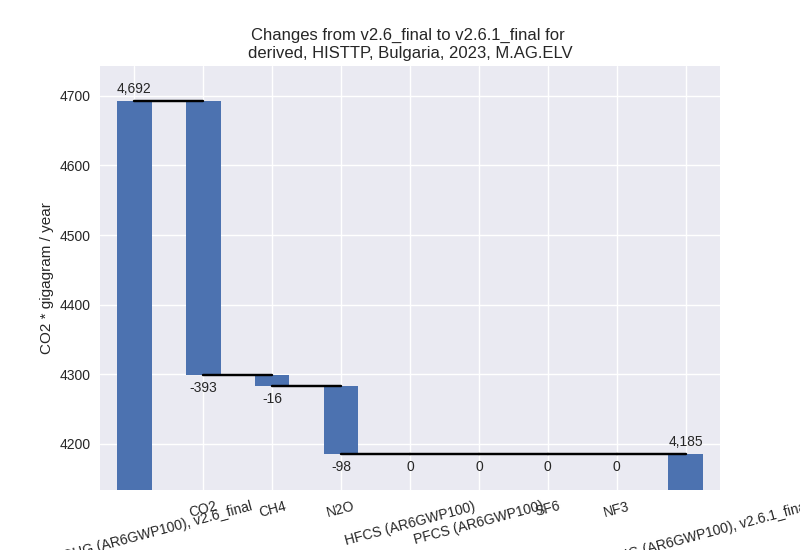 Changes from v2.6_final to v2.6.1_final for
derived, HISTTP, Bulgaria, 2023, M.AG.ELV
CO2 * gigagram / year
4700
4600
4500
4400
4300
4200
4,692
-393
-16
-98
0
0
0
0
4,185
(AR6GWP100), v2.6_final
CO2
CH4
N2O
HFCS (AR6GWP100)
PFCS (AR6GWP100)
SF6
NF3
(AR6GWP100), v2.6.1_fina